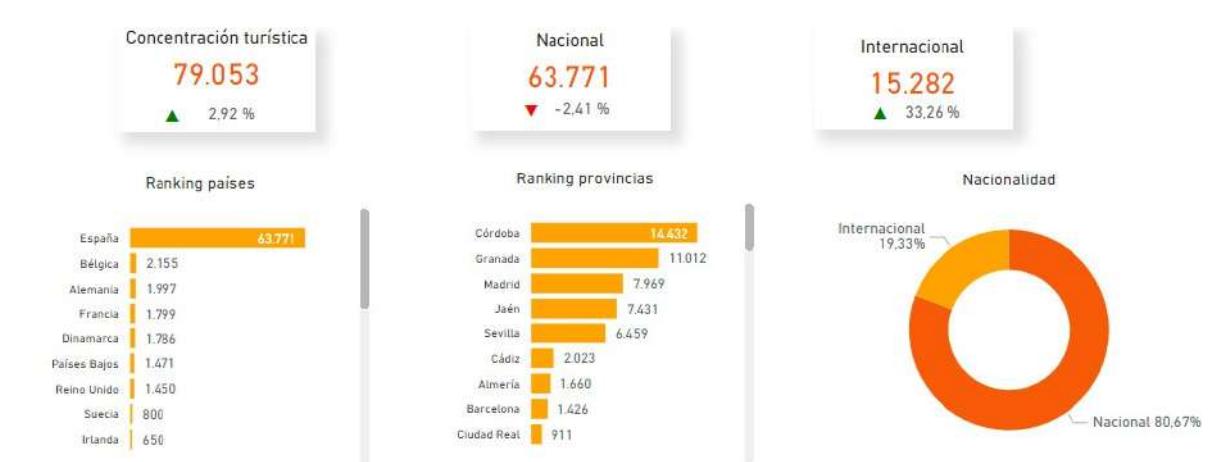 Concentración turística
79.053
▲ 2,92 %
Nacional
63.771
▼ -2,41 %
Internacional
15.282
▲ 33,26 %
Ranking países
España 63.771
Bélgica 2.155
Alemania 1.997
Francia 1.799
Dinamarca 1.786
Países Bajos 1.471
Reino Unido 1.450
Suecia 800
Irlanda 650
Ranking provincias
Córdoba 14.432
Granada 11.012
Madrid 7.969
Jaén 7.431
Sevilla 6.459
Cádiz 2.023
Almería 1.660
Barcelona 1.426
Ciudad Real 911
Nacionalidad
Internacional
19,33%
Nacional 80,67%